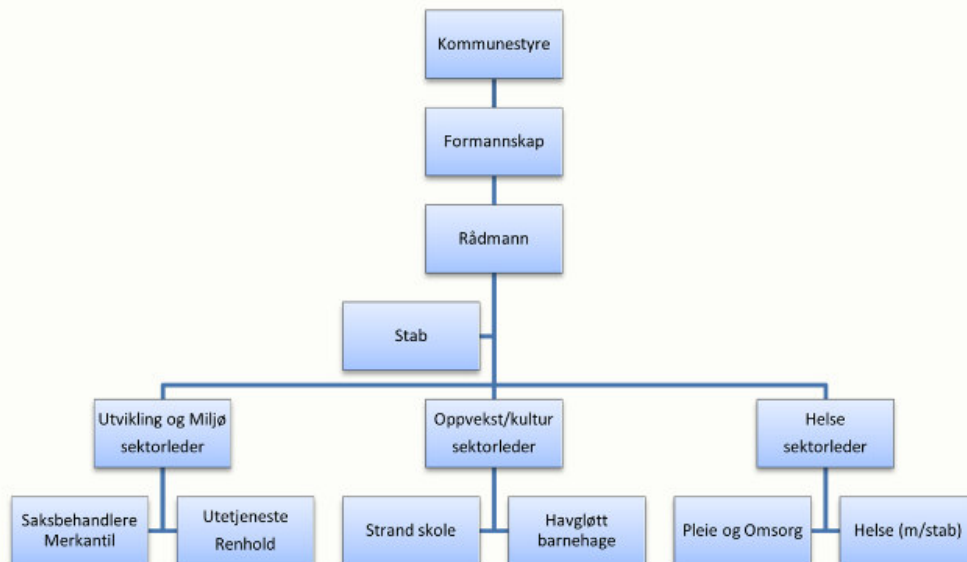 Kommunestyre
Formannskap
Rådmann
Stab
Utvikling og Miljø
sektorleder
Oppvekst/kultur
sektorleder
Helse
sektorleder
Saksbehandlere
Merkantil
Utetjeneste
Renhold
Strand skole
Havgløtt
barnehage
Pleie og Omsorg
Helse (m/stab)